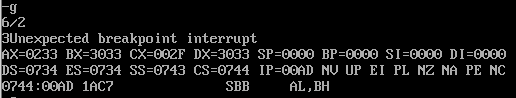 -g
6/2
3Unexpected breakpoint interrupt
AX=0233 BX=3033 CX=002F DX=3033 SP=0000 BP=0000 SI=0000 DI=0000
DS=0734 ES=0734 SS=0743 CS=0744 IP=00AD NV UP EI PL NZ NA PE NC
0744:00AD 1AC7 SBB AL,BH